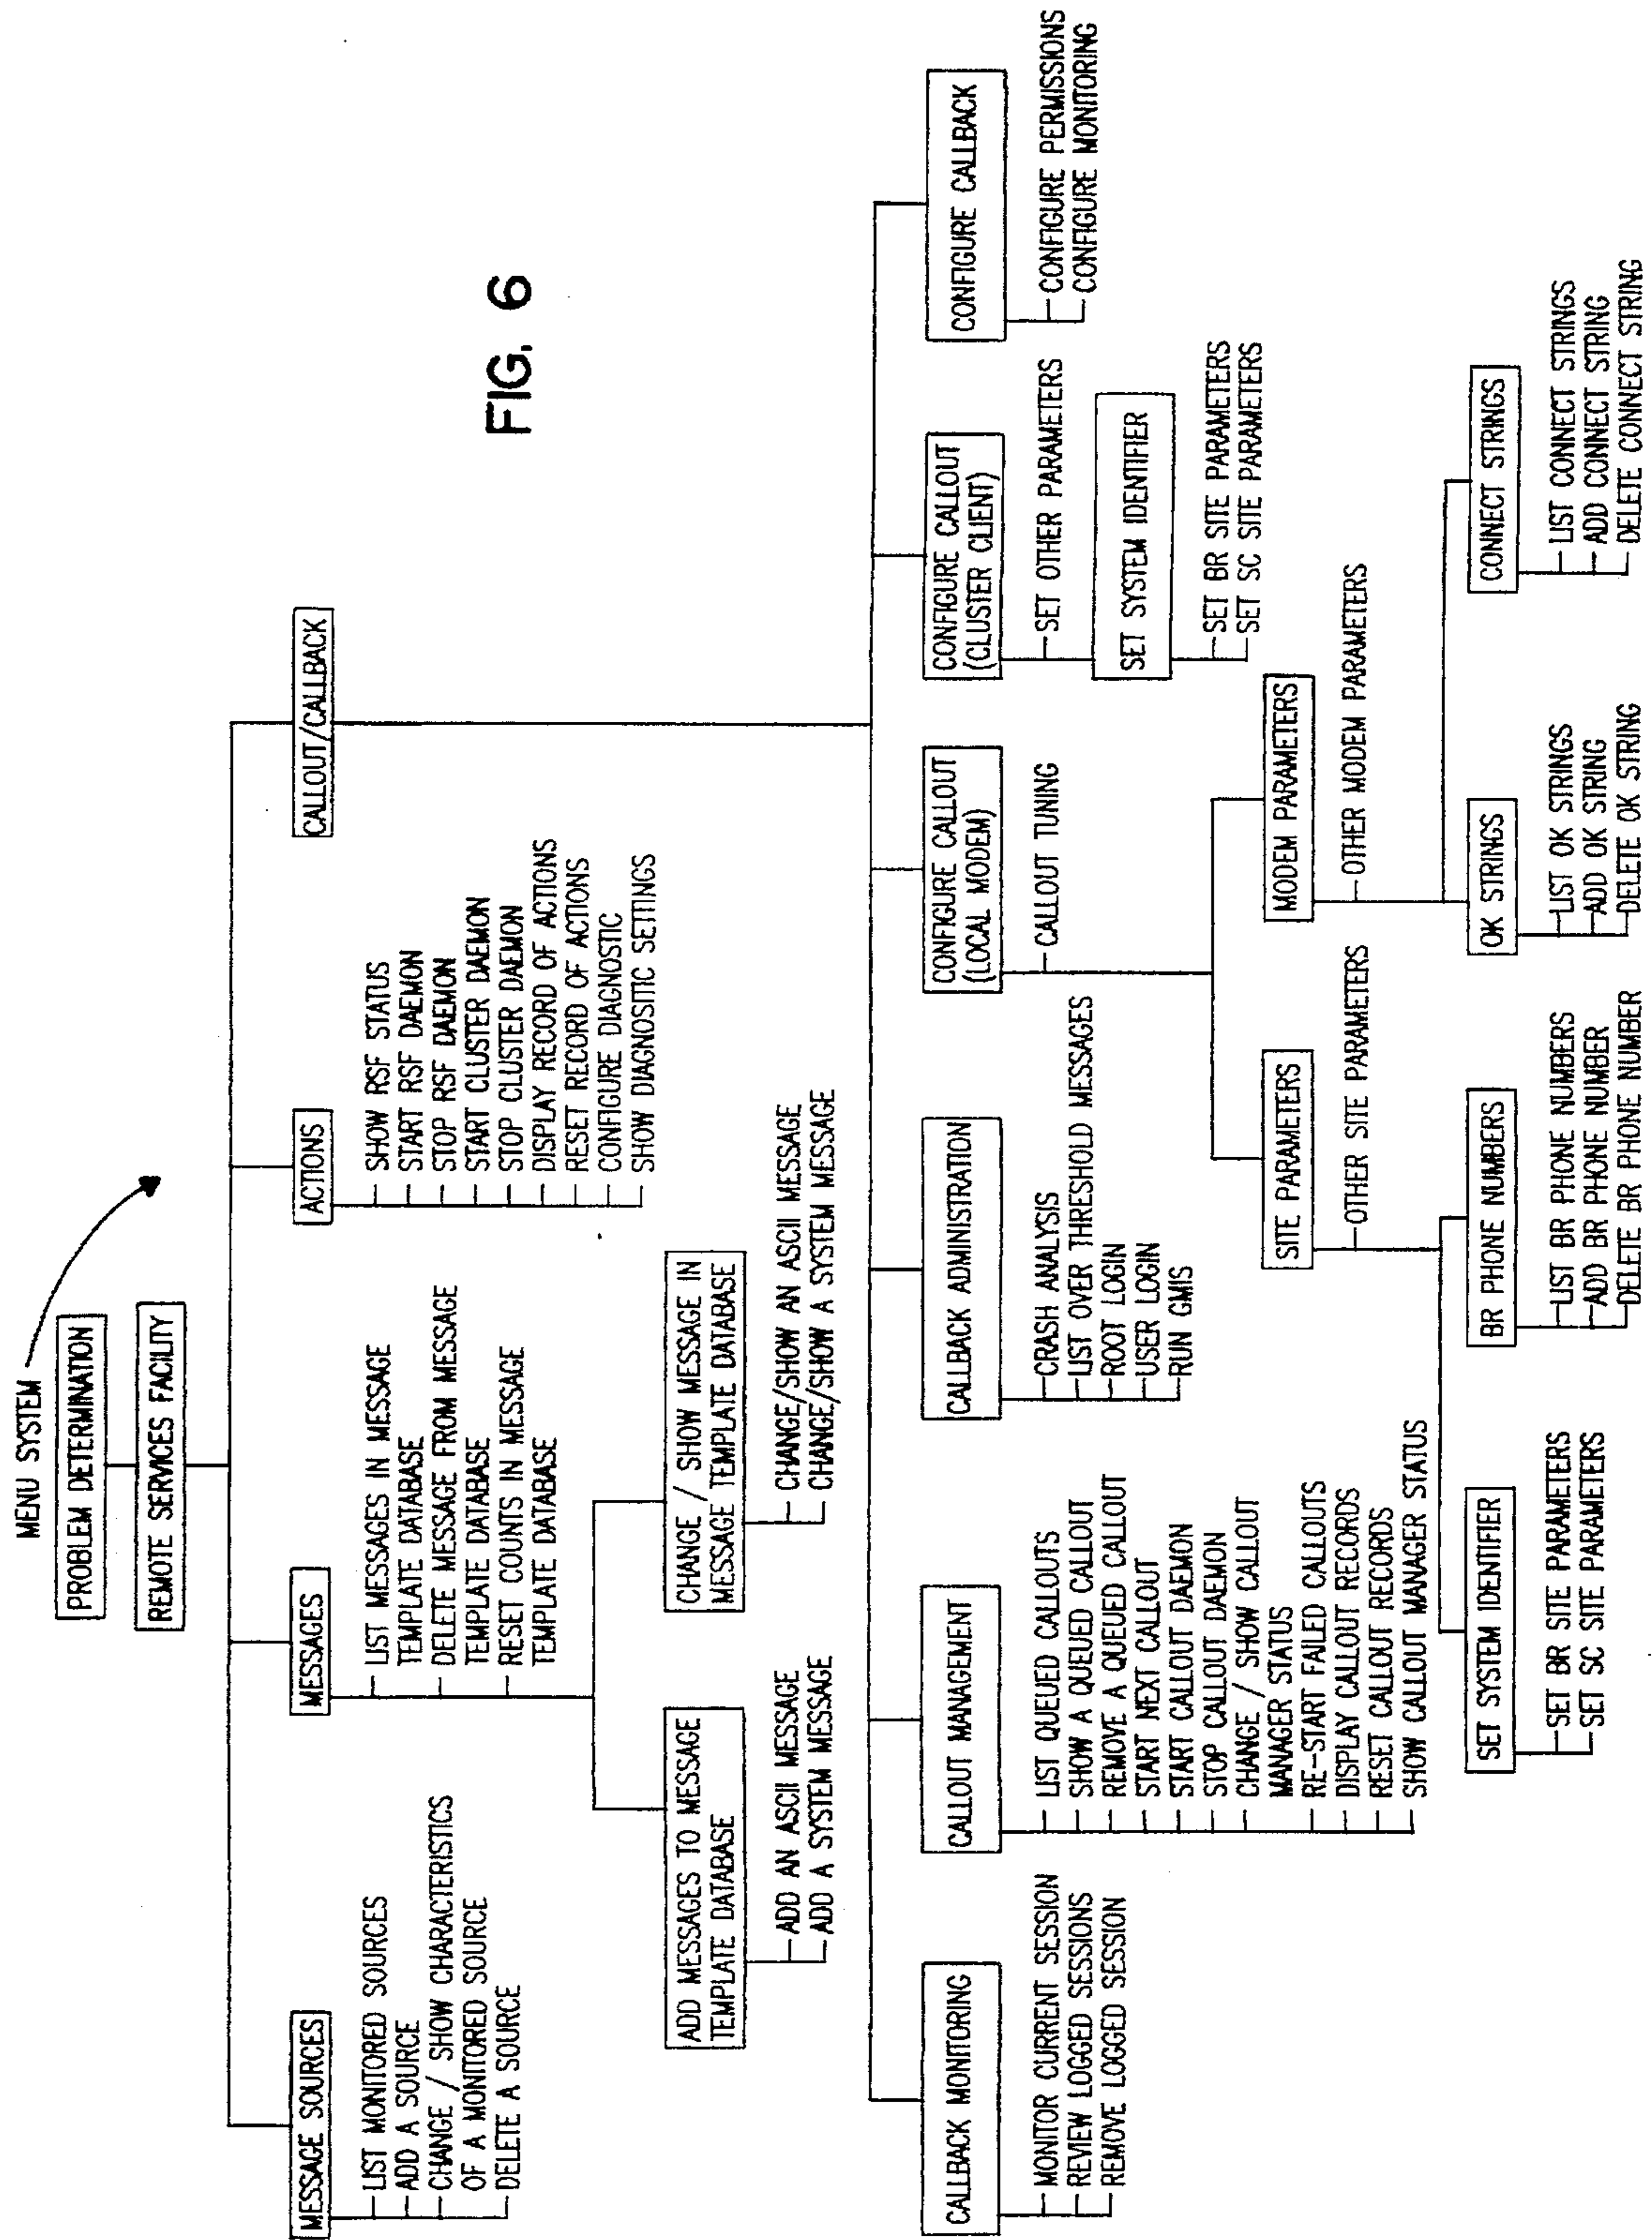 MENU SYSTEM
PROBLEM DETERMINATION
REMOTE SERVICES FACILITY
FIG. 6
MESSAGE SOURCES
LIST MONITORED SOURCES
ADD A SOURCE
CHANGE / SHOW CHARACTERISTICS
OF A MONITORED SOURCE
DELETE A SOURCE
MESSAGES
LIST MESSAGES IN MESSAGE
TEMPLATE DATABASE
DELETE MESSAGE FROM MESSAGE
TEMPLATE DATABASE
RESET COUNTS IN MESSAGE
TEMPLATE DATABASE
ADD MESSAGES TO MESSAGE
TEMPLATE DATABASE
ADD AN ASCII MESSAGE
ADD A SYSTEM MESSAGE
CHANGE / SHOW MESSAGE IN
MESSAGE TEMPLATE DATABASE
CHANGE/SHOW AN ASCII MESSAGE
CHANGE/SHOW A SYSTEM MESSAGE
ACTIONS
SHOW RSF STATUS
START RSF DAEMON
STOP RSF DAEMON
START CLUSTER DAEMON
STOP CLUSTER DAEMON
DISPLAY RECORD OF ACTIONS
RESET RECORD OF ACTIONS
CONFIGURE DIAGNOSTIC
SHOW DIAGNOSITIC SETTINGS
CALLOUT/CALLBACK
CALLBACK MONITORING
MONITOR CURRENT SESSION
REVIEW LOGGED SESSIONS
REMOVE LOGGED SESSION
CALLOUT MANAGEMENT
LIST QUEUED CALLOUTS
SHOW A QUEUED CALLOUT
REMOVE A QUEUED CALLOUT
START NEXT CALLOUT
START CALLOUT DAEMON
STOP CALLOUT DAEMON
CHANGE / SHOW CALLOUT
MANAGER STATUS
RE-START FAILED CALLOUTS
DISPLAY CALLOUT RECORDS
RESET CALLOUT RECORDS
SHOW CALLOUT MANAGER STATUS
CALLBACK ADMINISTRATION
CRASH ANALYSIS
LIST OVER THRESHOLD MESSAGES
ROOT LOGIN
USER LOGIN
RUN GMIS
CONFIGURE CALLOUT
(LOCAL MODEM)
CALLOUT TUNING
CONFIGURE CALLOUT
(CLUSTER CLIENT)
SET OTHER PARAMETERS
SET SYSTEM IDENTIFIER
SET BR SITE PARAMETERS
SET SC SITE PARAMETERS
CONFIGURE CALLBACK
CONFIGURE PERMISSIONS
CONFIGURE MONITORING
SITE PARAMETERS
OTHER SITE PARAMETERS
MODEM PARAMETERS
OTHER MODEM PARAMETERS
SET SYSTEM IDENTIFIER
SET BR SITE PARAMETERS
SET SC SITE PARAMETERS
BR PHONE NUMBERS
LIST BR PHONE NUMBERS
ADD BR PHONE NUMBER
DELETE BR PHONE NUMBER
OK STRINGS
LIST OK STRINGS
ADD OK STRING
DELETE OK STRING
CONNECT STRINGS
LIST CONNECT STRINGS
ADD CONNECT STRING
DELETE CONNECT STRING